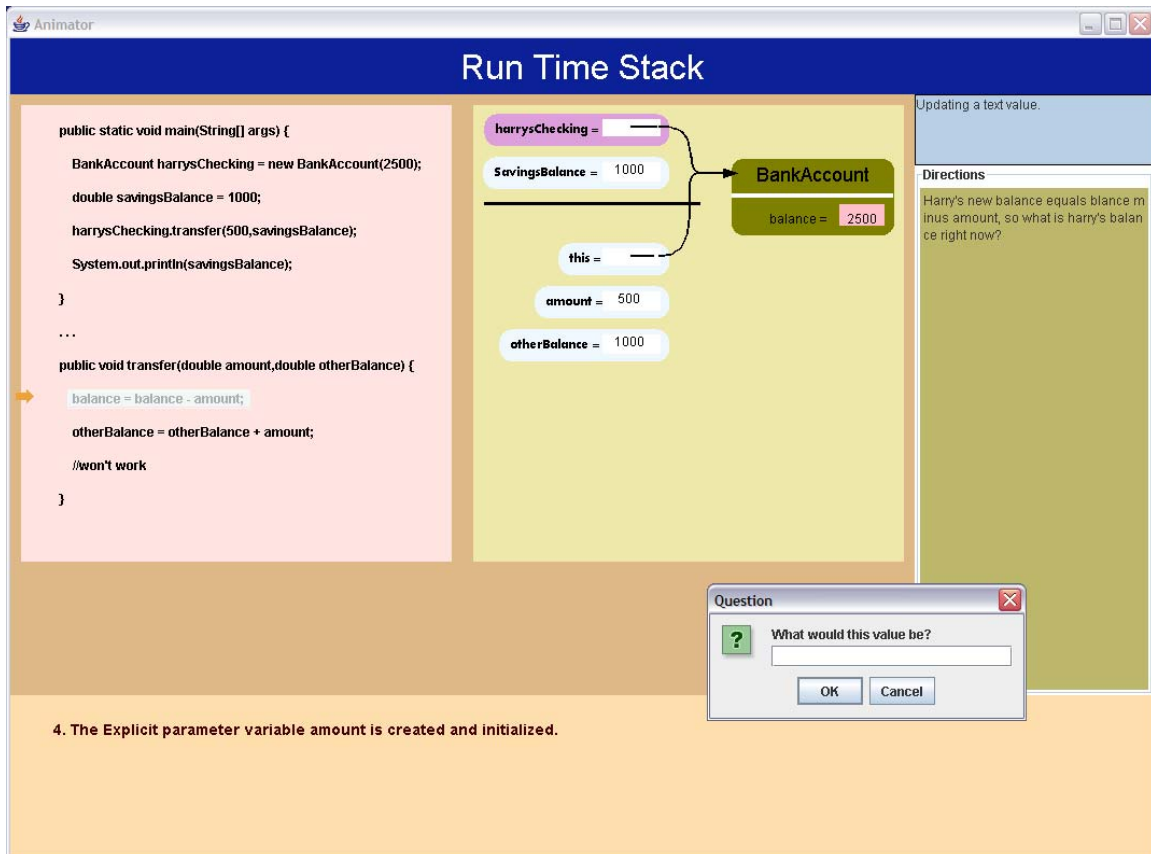 Animator
Run Time Stack
public static void main(String[] args) {
BankAccount harrysChecking = new BankAccount(2500);
double savingsBalance = 1000;
harrysChecking.transfer(500,savingsBalance);
System.out.println(savingsBalance);
}
...
public void transfer(double amount,double otherBalance) {
balance = balance - amount;
otherBalance = otherBalance + amount;
//won't work
}
harrysChecking =
SavingsBalance = 1000
this =
amount = 500
otherBalance = 1000
BankAccount
balance = 2500
Updating a text value.
Directions
Harry's new balance equals blance m
inus amount, so what is harry's balan
ce right now?
Question
?
What would this value be?
OK Cancel
4. The Explicit parameter variable amount is created and initialized.